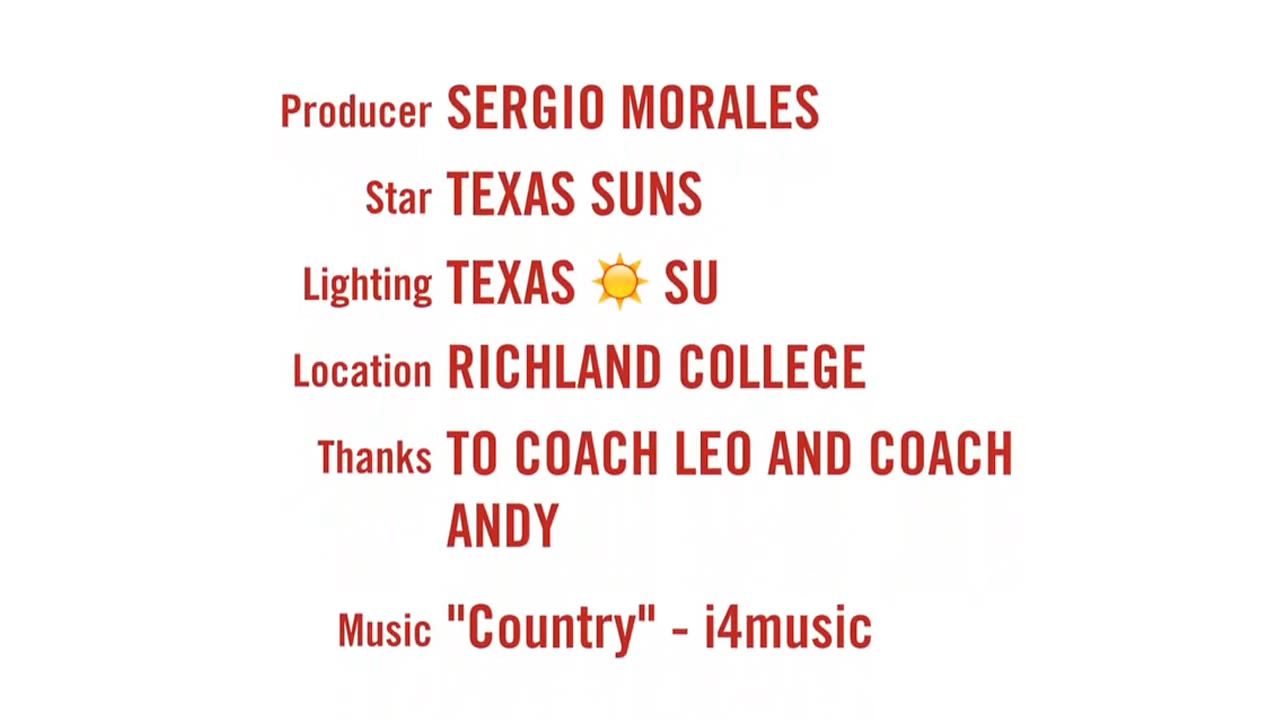 Producer SERGIO MORALES
Star TEXAS SUNS
Lighting TEXAS ☀️ SU
Location RICHLAND COLLEGE
Thanks TO COACH LEO AND COACH
ANDY
Music "Country" - i4music